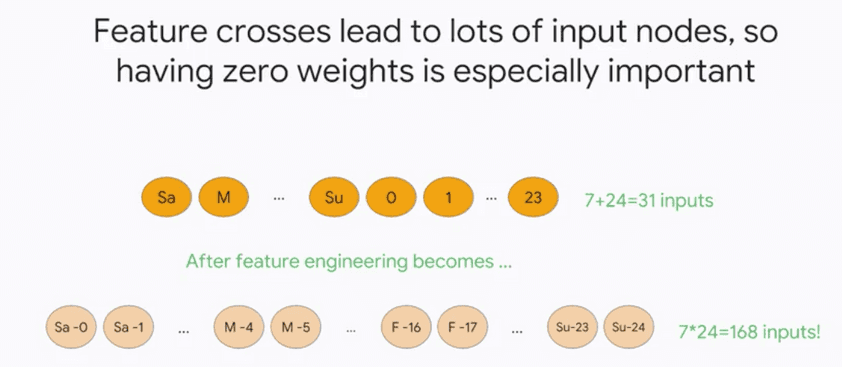 Feature crosses lead to lots of input nodes, so
having zero weights is especially important
Sa M ... Su 0 1 ... 23 7+24=31 inputs
After feature engineering becomes ...
Sa -0 Sa -1 ... M -4 M -5 ... F -16 F -17 ... Su-23 Su-24 7*24=168 inputs!